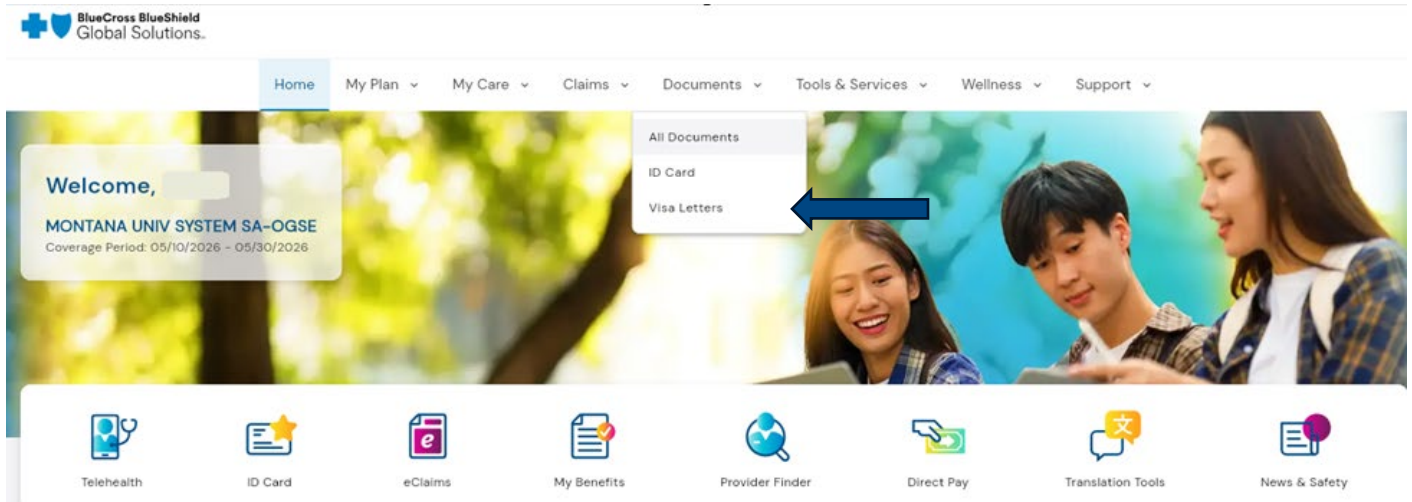 BlueCross BlueShield
Global Solutions.
Home My Plan My Care Claims Documents Tools & Services Wellness Support
All Documents
ID Card
Visa Letters
Welcome,
MONTANA UNIV SYSTEM SA-OGSE
Coverage Period: 05/10/2026 - 05/30/2026
Telehealth ID Card eClaims My Benefits Provider Finder Direct Pay Translation Tools News & Safety
e
文